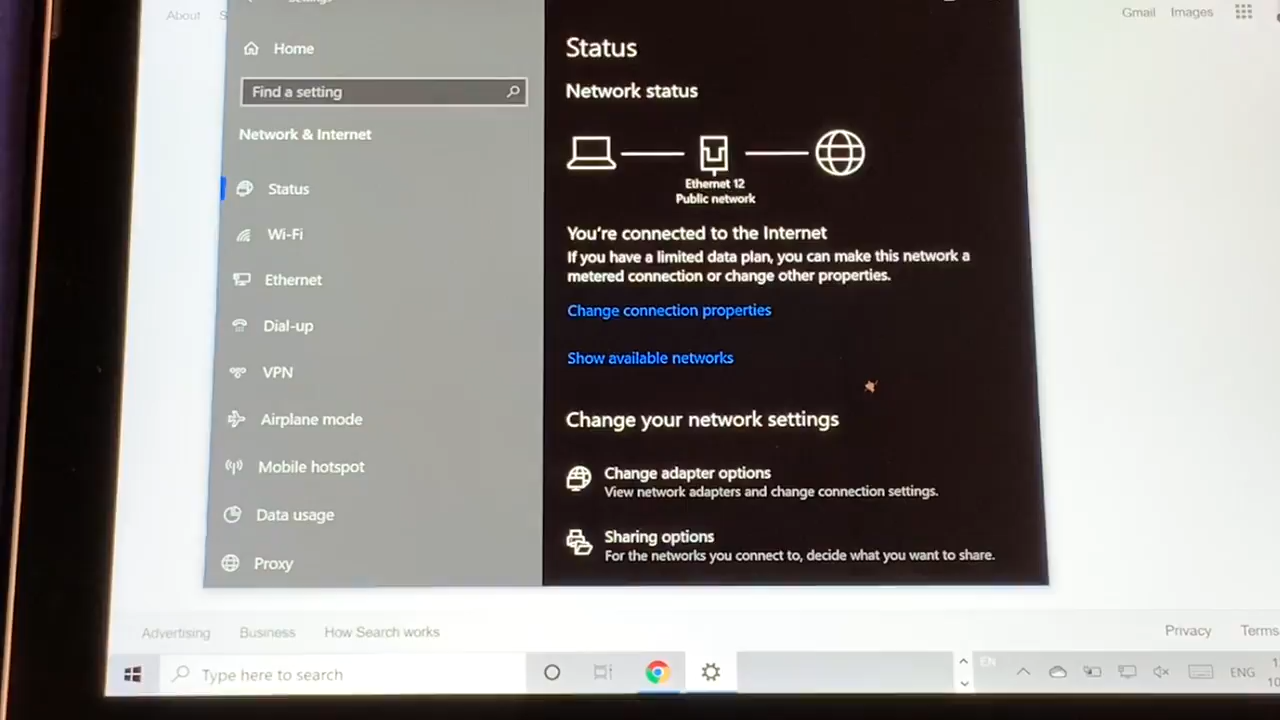 About
Gmail Images
Home
Find a setting
Network & Internet
Status
Wi-Fi
Ethernet
Dial-up
VPN
Airplane mode
Mobile hotspot
Data usage
Proxy
Status
Network status
Ethernet 12
Public network
You're connected to the Internet
If you have a limited data plan, you can make this network a
metered connection or change other properties.
Change connection properties
Show available networks
Change your network settings
Change adapter options
View network adapters and change connection settings.
Sharing options
For the networks you connect to, decide what you want to share.
Advertising Business How Search works
Privacy Terms
Type here to search
EN
ENG